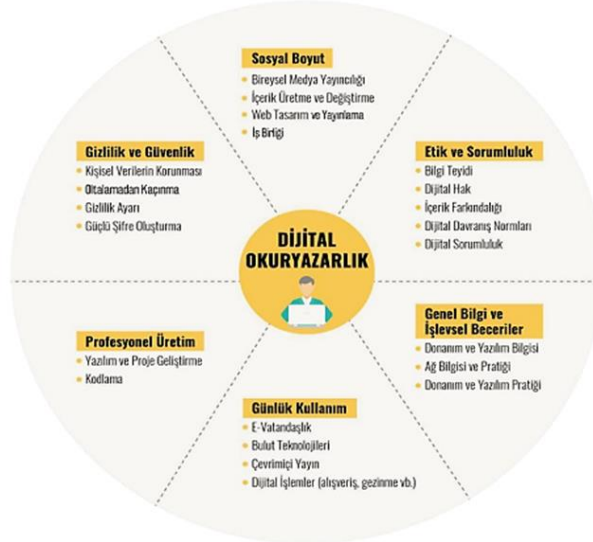 Sosyal Boyut
Bireysel Medya Yayıncılığı
İçerik Üretme ve Değiştirme
Web Tasarım ve Yayınlama
İş Birliği
Gizlilik ve Güvenlik
Kişisel Verilerin Korunması
Oltalamadan Kaçınma
Gizlilik Ayarı
Güçlü Şifre Oluşturma
Etik ve Sorumluluk
Bilgi Teyidi
Dijital Hak
İçerik Farkındalığı
Dijital Davranış Normları
Dijital Sorumluluk
DİJİTAL
OKURYAZARLIK
Profesyonel Üretim
Yazılım ve Proje Geliştirme
Kodlama
Genel Bilgi ve
İşlevsel Beceriler
Donanım ve Yazılım Bilgisi
Ağ Bilgisi ve Pratiği
Donanım ve Yazılım Pratiği
Günlük Kullanım
E-Vatandaşlık
Bulut Teknolojileri
Çevrimiçi Yayın
Dijital İşlemler (alışveriş, gezinme vb.)